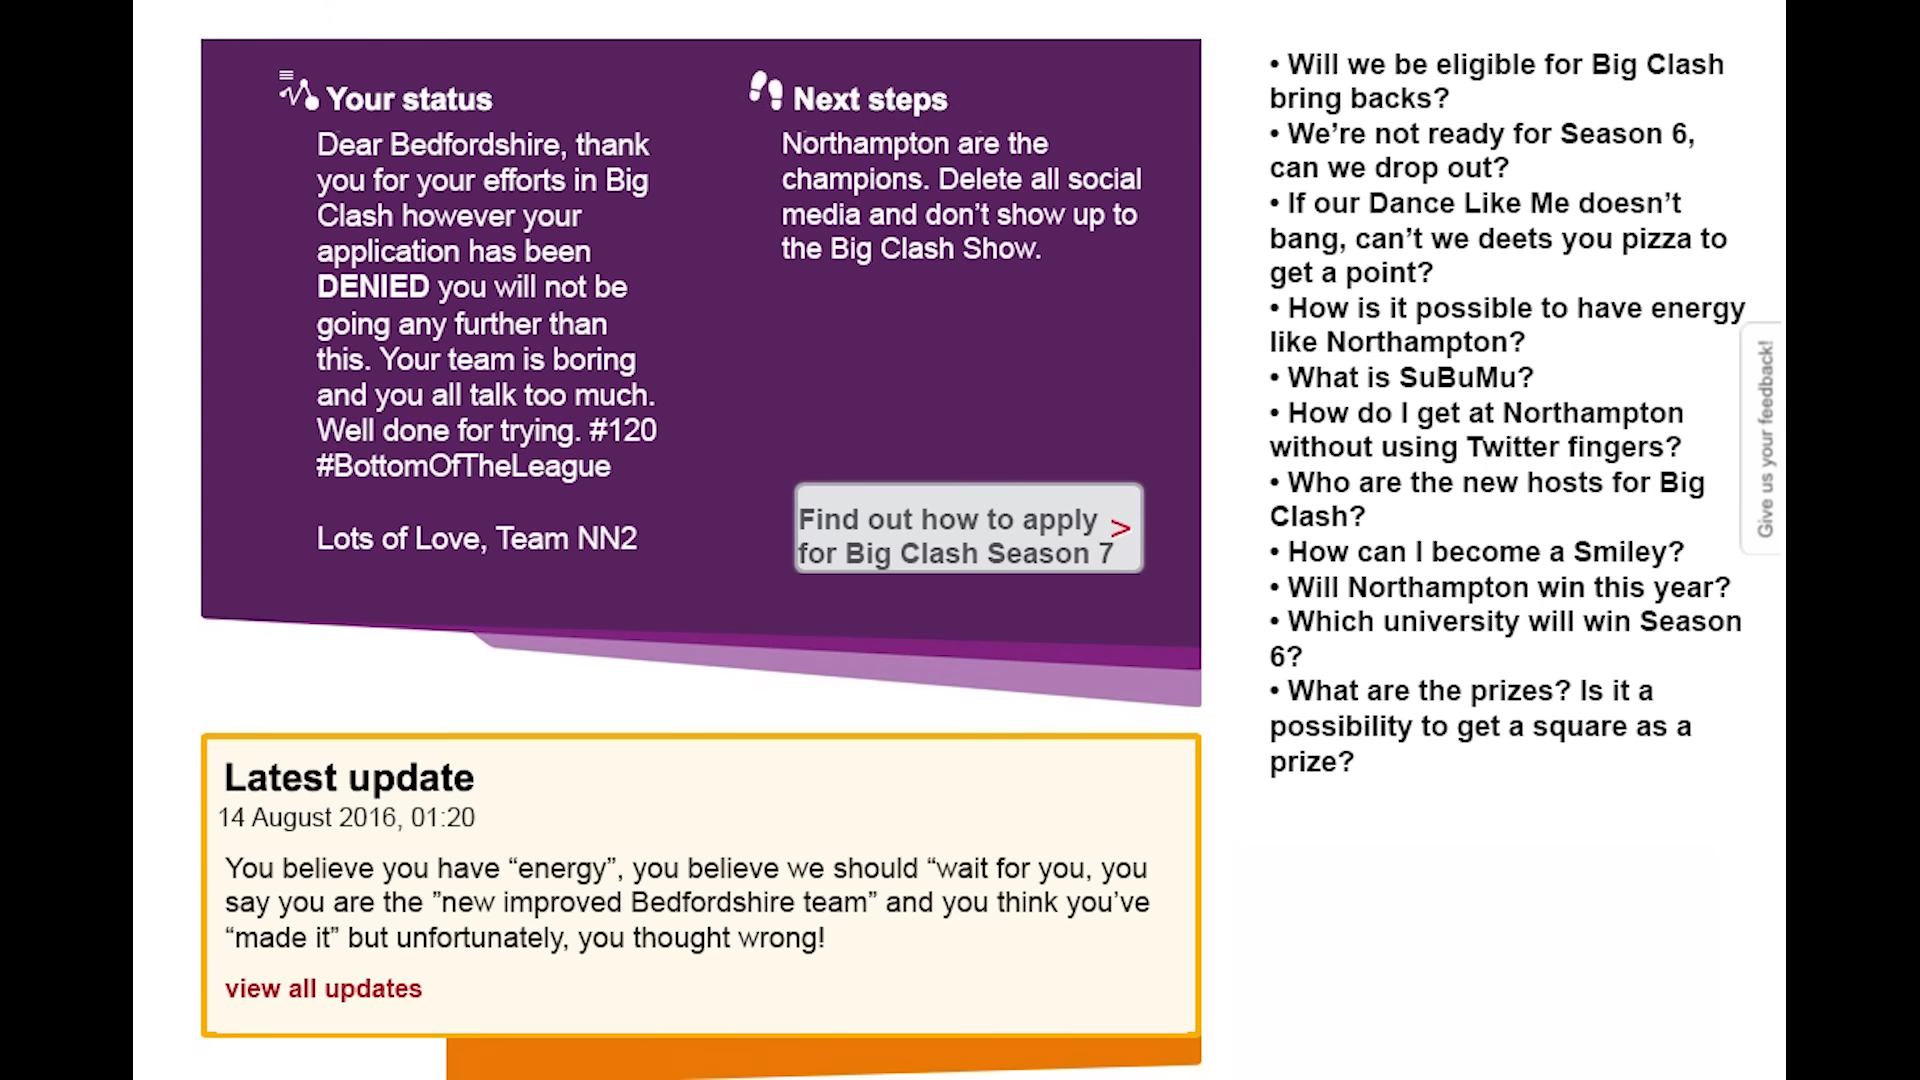 Your status
Dear Bedfordshire, thank
you for your efforts in Big
Clash however your
application has been
DENIED you will not be
going any further than
this. Your team is boring
and you all talk too much.
Well done for trying. #120
#BottomOfTheLeague
Lots of Love, Team NN2
Next steps
Northampton are the
champions. Delete all social
media and don’t show up to
the Big Clash Show.
Find out how to apply >
for Big Clash Season 7
Latest update
14 August 2016, 01:20
You believe you have “energy”, you believe we should “wait for you, you
say you are the ”new improved Bedfordshire team” and you think you’ve
“made it” but unfortunately, you thought wrong!
view all updates
• Will we be eligible for Big Clash
bring backs?
• We’re not ready for Season 6,
can we drop out?
• If our Dance Like Me doesn’t
bang, can’t we deets you pizza to
get a point?
• How is it possible to have energy
like Northampton?
• What is SuBuMu?
• How do I get at Northampton
without using Twitter fingers?
• Who are the new hosts for Big
Clash?
• How can I become a Smiley?
• Will Northampton win this year?
• Which university will win Season
6?
• What are the prizes? Is it a
possibility to get a square as a
prize?
Give us your feedback!